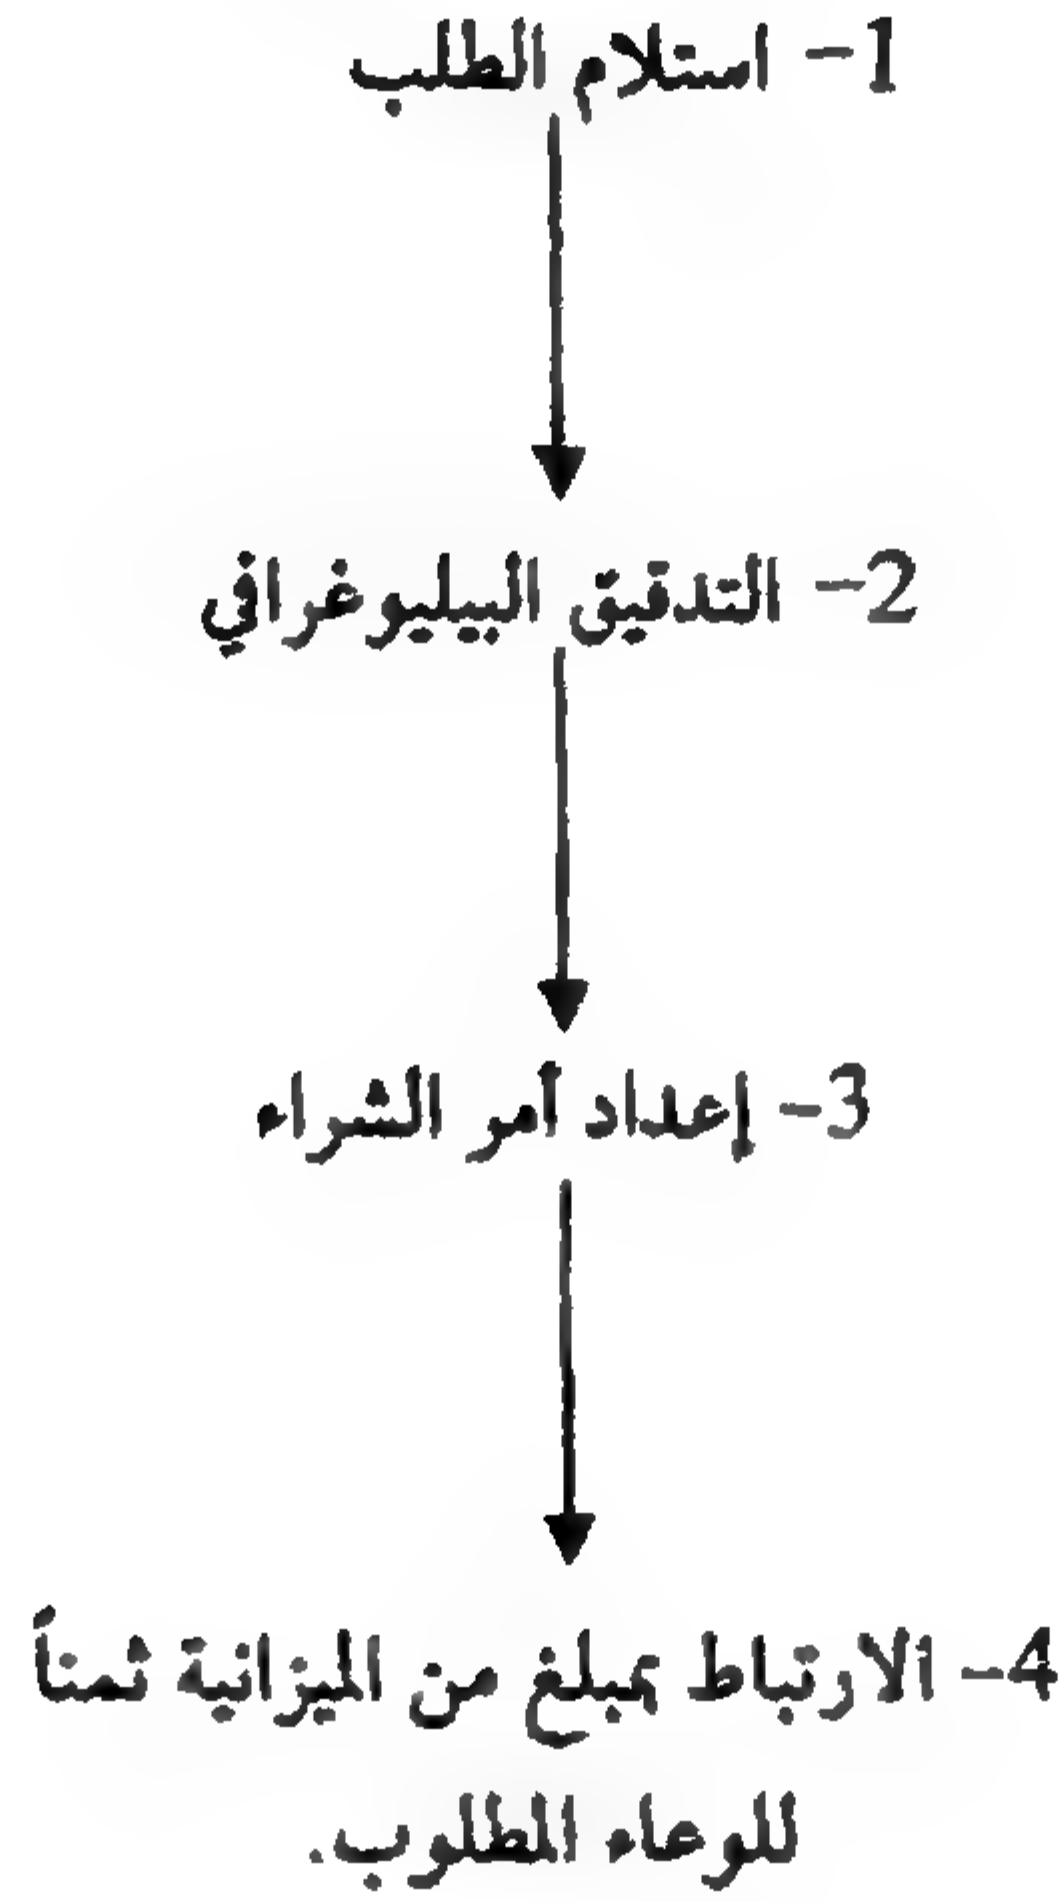 1- استلام الطلب
2- التدقيق البيليوغرافي
3- إعداد أمر الشراء
4- الارتباط بمبلغ من الميزانية ثمناً
للوعاء المطلوب.